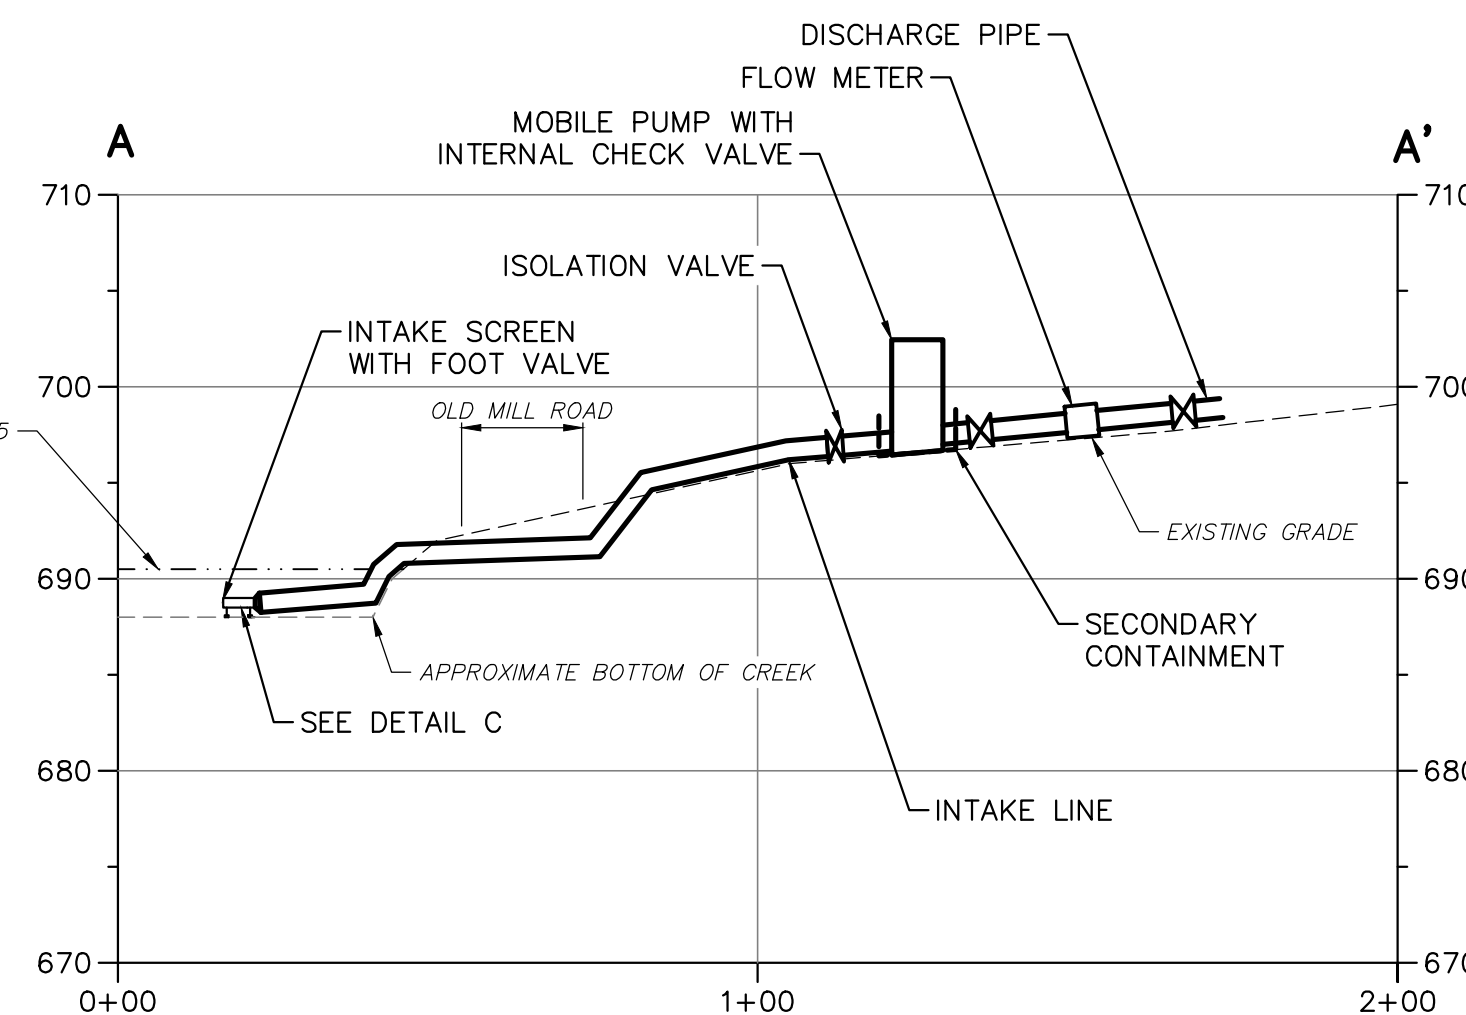 DISCHARGE PIPE
FLOW METER
MOBILE PUMP WITH
INTERNAL CHECK VALVE
A
A'
710
710
ISOLATION VALVE
INTAKE SCREEN
WITH FOOT VALVE
700
700
OLD MILL ROAD
5
EXISTING GRADE
690
690
SECONDARY
CONTAINMENT
APPROXIMATE BOTTOM OF CREEK
SEE DETAIL C
680
680
INTAKE LINE
670
670
0+00
1+00
2+00